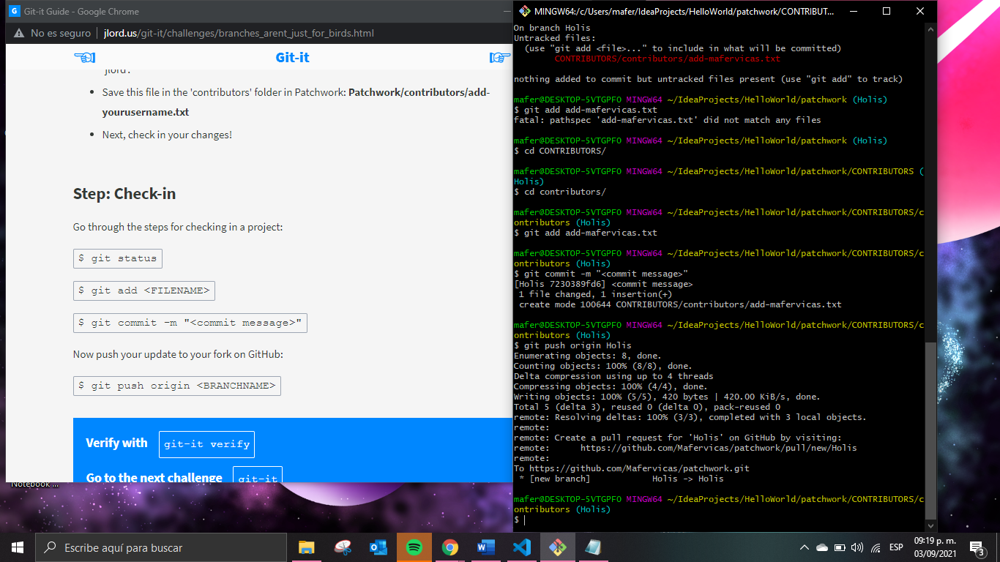 G Git-it Guide - Google Chrome
No es seguro jlord.us/git-it/challenges/branches_arent_just_for_birds.html
Git-it
jlord'.
• Save this file in the 'contributors' folder in Patchwork: Patchwork/contributors/add-
yourusername.txt
• Next, check in your changes!
Step: Check-in
Go through the steps for checking in a project:
$ git status
$ git add <FILENAME>
$ git commit -m "<commit message>"
Now push your update to your fork on GitHub:
$ git push origin <BRANCHNAME>
Verify with git-it verify
Go to the next challenge git-it
Notebook ...
MINGW64:/c/Users/mafer/IdeaProjects/HelloWorld/patchwork/CONTRIBUT...
On branch Holis
Untracked files:
(use "git add <file>..." to include in what will be committed)
CONTRIBUTORS/contributors/add-mafervicas.txt
nothing added to commit but untracked files present (use "git add" to track)
mafer@DESKTOP-5VTGPF0 MINGW64 ~/IdeaProjects/HelloWorld/patchwork (Holis)
$ git add add-mafervicas.txt
fatal: pathspec 'add-mafervicas.txt' did not match any files
mafer@DESKTOP-5VTGPF0 MINGW64 ~/IdeaProjects/HelloWorld/patchwork (Holis)
$ cd CONTRIBUTORS/
mafer@DESKTOP-5VTGPF0 MINGW64 ~/IdeaProjects/HelloWorld/patchwork/CONTRIBUTORS (
Holis)
$ cd contributors/
mafer@DESKTOP-5VTGPF0 MINGW64 ~/IdeaProjects/HelloWorld/patchwork/CONTRIBUTORS/c
ontributors (Holis)
$ git add add-mafervicas.txt
mafer@DESKTOP-5VTGPF0 MINGW64 ~/IdeaProjects/HelloWorld/patchwork/CONTRIBUTORS/c
ontributors (Holis)
$ git commit -m "<commit message>"
[Holis 7230389fd6] <commit message>
1 file changed, 1 insertion(+)
create mode 100644 CONTRIBUTORS/contributors/add-mafervicas.txt
mafer@DESKTOP-5VTGPF0 MINGW64 ~/IdeaProjects/HelloWorld/patchwork/CONTRIBUTORS/c
ontributors (Holis)
$ git push origin Holis
Enumerating objects: 8, done.
Counting objects: 100% (8/8), done.
Delta compression using up to 4 threads
Compressing objects: 100% (4/4), done.
Writing objects: 100% (5/5), 420 bytes | 420.00 KiB/s, done.
Total 5 (delta 3), reused 0 (delta 0), pack-reused 0
remote: Resolving deltas: 100% (3/3), completed with 3 local objects.
remote:
remote: Create a pull request for 'Holis' on GitHub by visiting:
remote: https://github.com/Mafervicas/patchwork/pull/new/Holis
remote:
To https://github.com/Mafervicas/patchwork.git
* [new branch] Holis -> Holis
mafer@DESKTOP-5VTGPF0 MINGW64 ~/IdeaProjects/HelloWorld/patchwork/CONTRIBUTORS/c
ontributors (Holis)
$
Escribe aquí para buscar
ESP
09:19 p. m.
03/09/2021
3